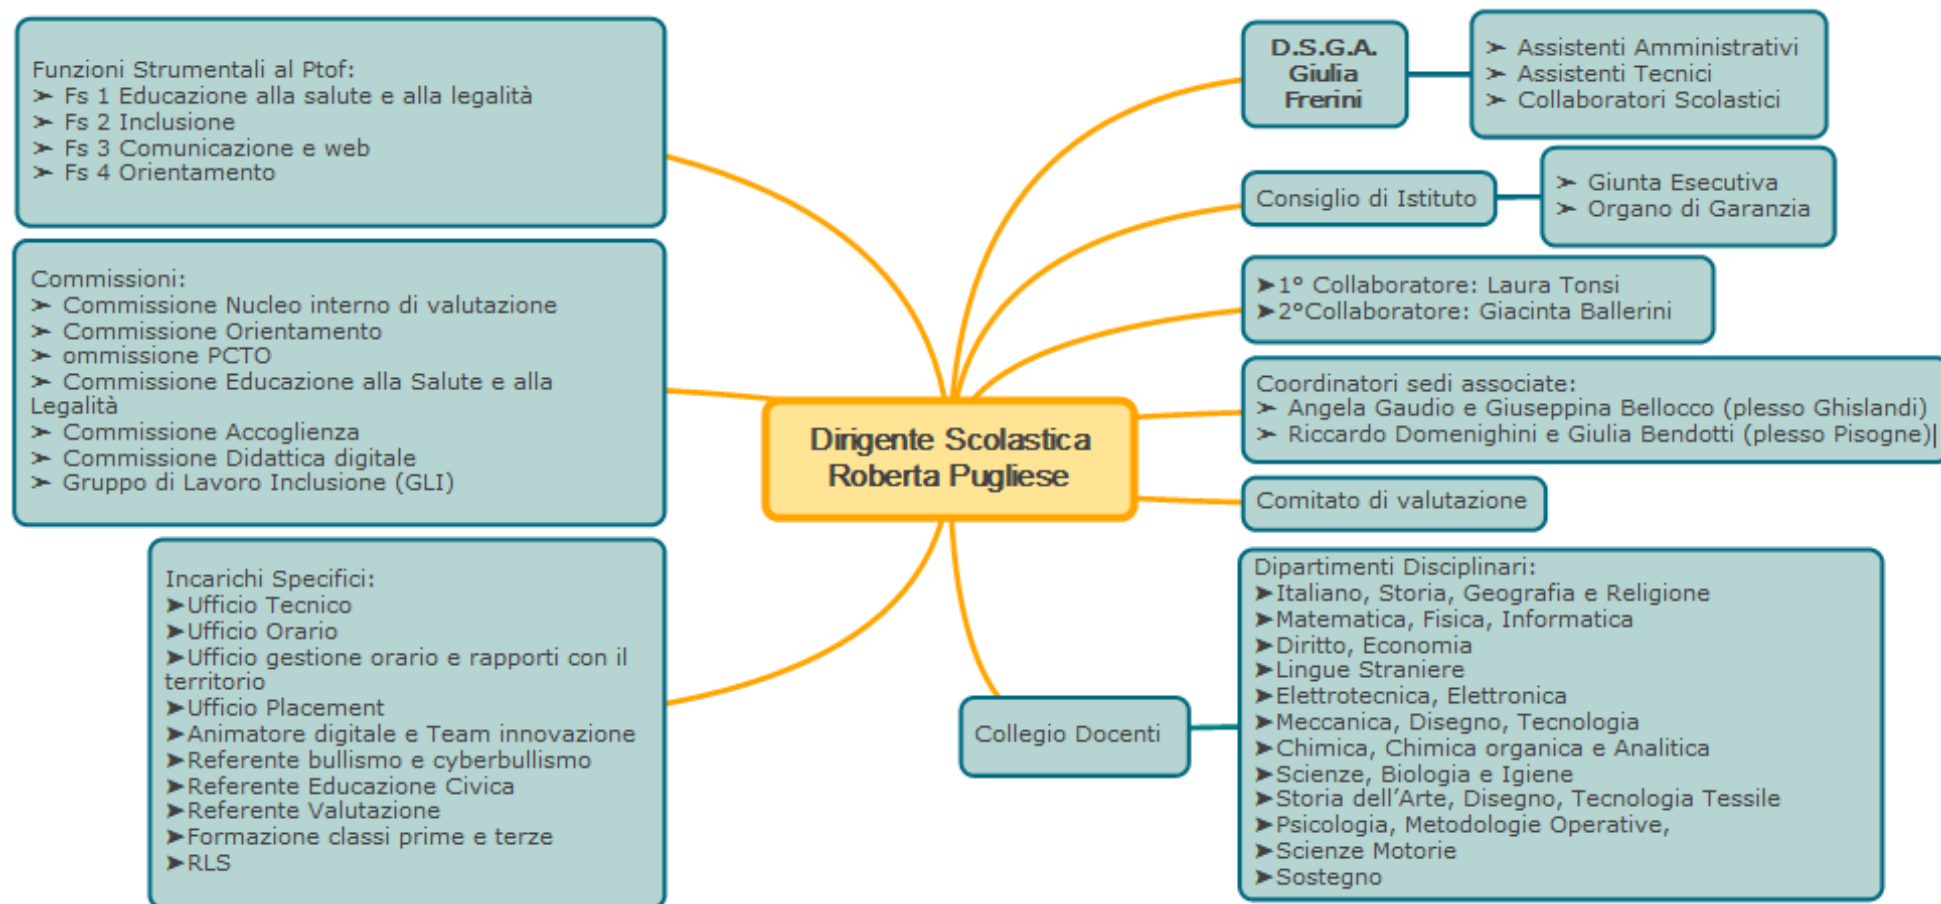 Funzioni Strumentali al Ptof:
➤ Fs 1 Educazione alla salute e alla legalità
➤ Fs 2 Inclusione
➤ Fs 3 Comunicazione e web
➤ Fs 4 Orientamento
Commissioni:
➤ Commissione Nucleo interno di valutazione
➤ Commissione Orientamento
➤ ommissione PCTO
➤ Commissione Educazione alla Salute e alla
Legalità
➤ Commissione Accoglienza
➤ Commissione Didattica digitale
➤ Gruppo di Lavoro Inclusione (GLI)
Incarichi Specifici:
➤Ufficio Tecnico
➤Ufficio Orario
➤Ufficio gestione orario e rapporti con il
territorio
➤Ufficio Placement
➤Animatore digitale e Team innovazione
➤Referente bullismo e cyberbullismo
➤Referente Educazione Civica
➤Referente Valutazione
➤Formazione classi prime e terze
➤RLS
Dirigente Scolastica
Roberta Pugliese
D.S.G.A.
Giulia
Frerini
➤ Assistenti Amministrativi
➤ Assistenti Tecnici
➤ Collaboratori Scolastici
Consiglio di Istituto
➤ Giunta Esecutiva
➤ Organo di Garanzia
➤1° Collaboratore: Laura Tonsi
➤2°Collaboratore: Giacinta Ballerini
Coordinatori sedi associate:
➤ Angela Gaudio e Giuseppina Bellocco (plesso Ghislandi)
➤ Riccardo Domenighini e Giulia Bendotti (plesso Pisogne)|
Comitato di valutazione
Collegio Docenti
Dipartimenti Disciplinari:
➤Italiano, Storia, Geografia e Religione
➤Matematica, Fisica, Informatica
➤Diritto, Economia
➤Lingue Straniere
➤Elettrotecnica, Elettronica
➤Meccanica, Disegno, Tecnologia
➤Chimica, Chimica organica e Analitica
➤Scienze, Biologia e Igiene
➤Storia dell’Arte, Disegno, Tecnologia Tessile
➤Psicologia, Metodologie Operative,
➤Scienze Motorie
➤Sostegno